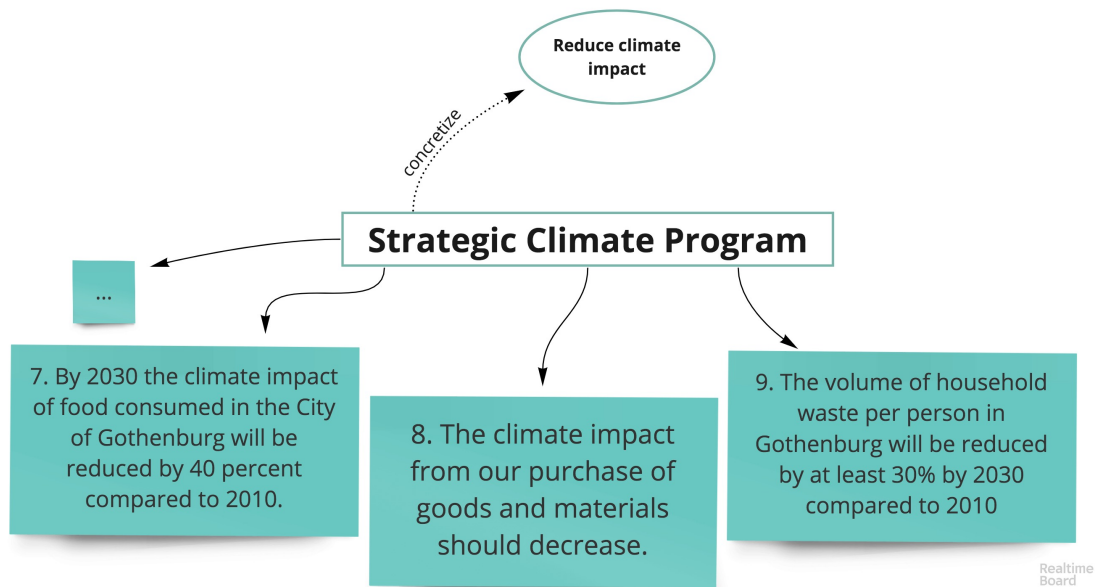 Reduce climate
impact
concretize
Strategic Climate Program
...
7. By 2030 the climate impact
of food consumed in the City
of Gothenburg will be
reduced by 40 percent
compared to 2010.
8. The climate impact
from our purchase of
goods and materials
should decrease.
9. The volume of household
waste per person in
Gothenburg will be reduced
by at least 30% by 2030
compared to 2010
Realtime
Board